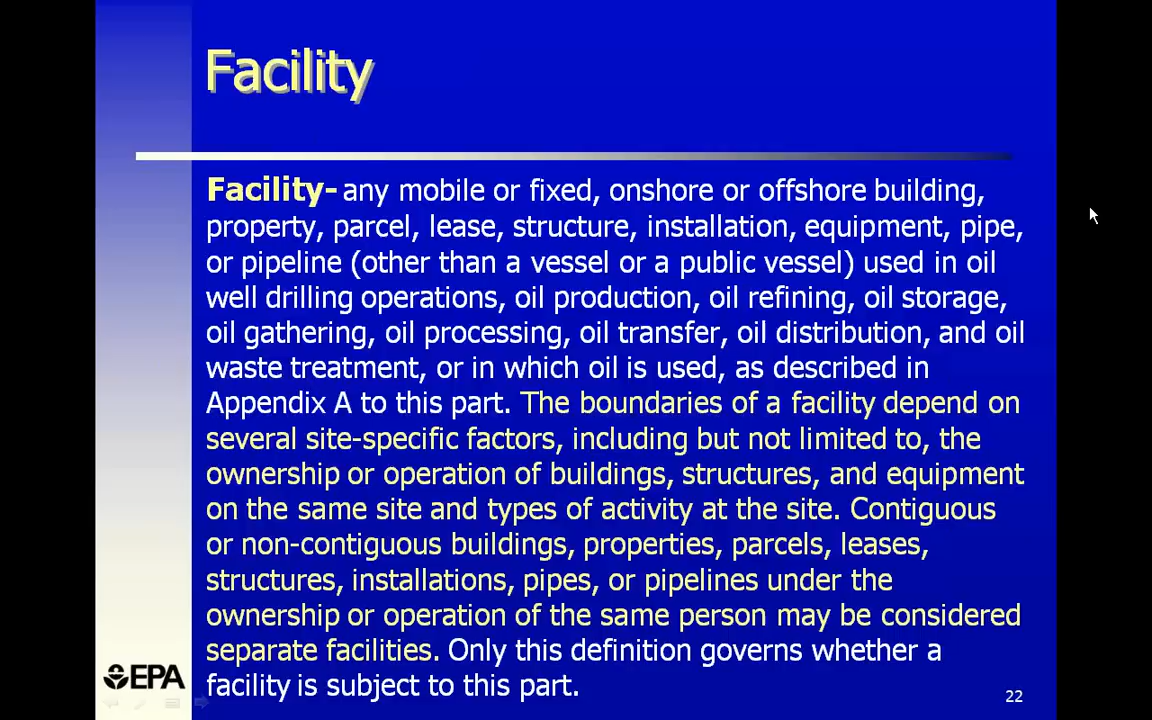 Facility
Facility- any mobile or fixed, onshore or offshore building,
property, parcel, lease, structure, installation, equipment, pipe,
or pipeline (other than a vessel or a public vessel) used in oil
well drilling operations, oil production, oil refining, oil storage,
oil gathering, oil processing, oil transfer, oil distribution, and oil
waste treatment, or in which oil is used, as described in
Appendix A to this part. The boundaries of a facility depend on
several site-specific factors, including but not limited to, the
ownership or operation of buildings, structures, and equipment
on the same site and types of activity at the site. Contiguous
or non-contiguous buildings, properties, parcels, leases,
structures, installations, pipes, or pipelines under the
ownership or operation of the same person may be considered
separate facilities. Only this definition governs whether a
facility is subject to this part.
EPA
22